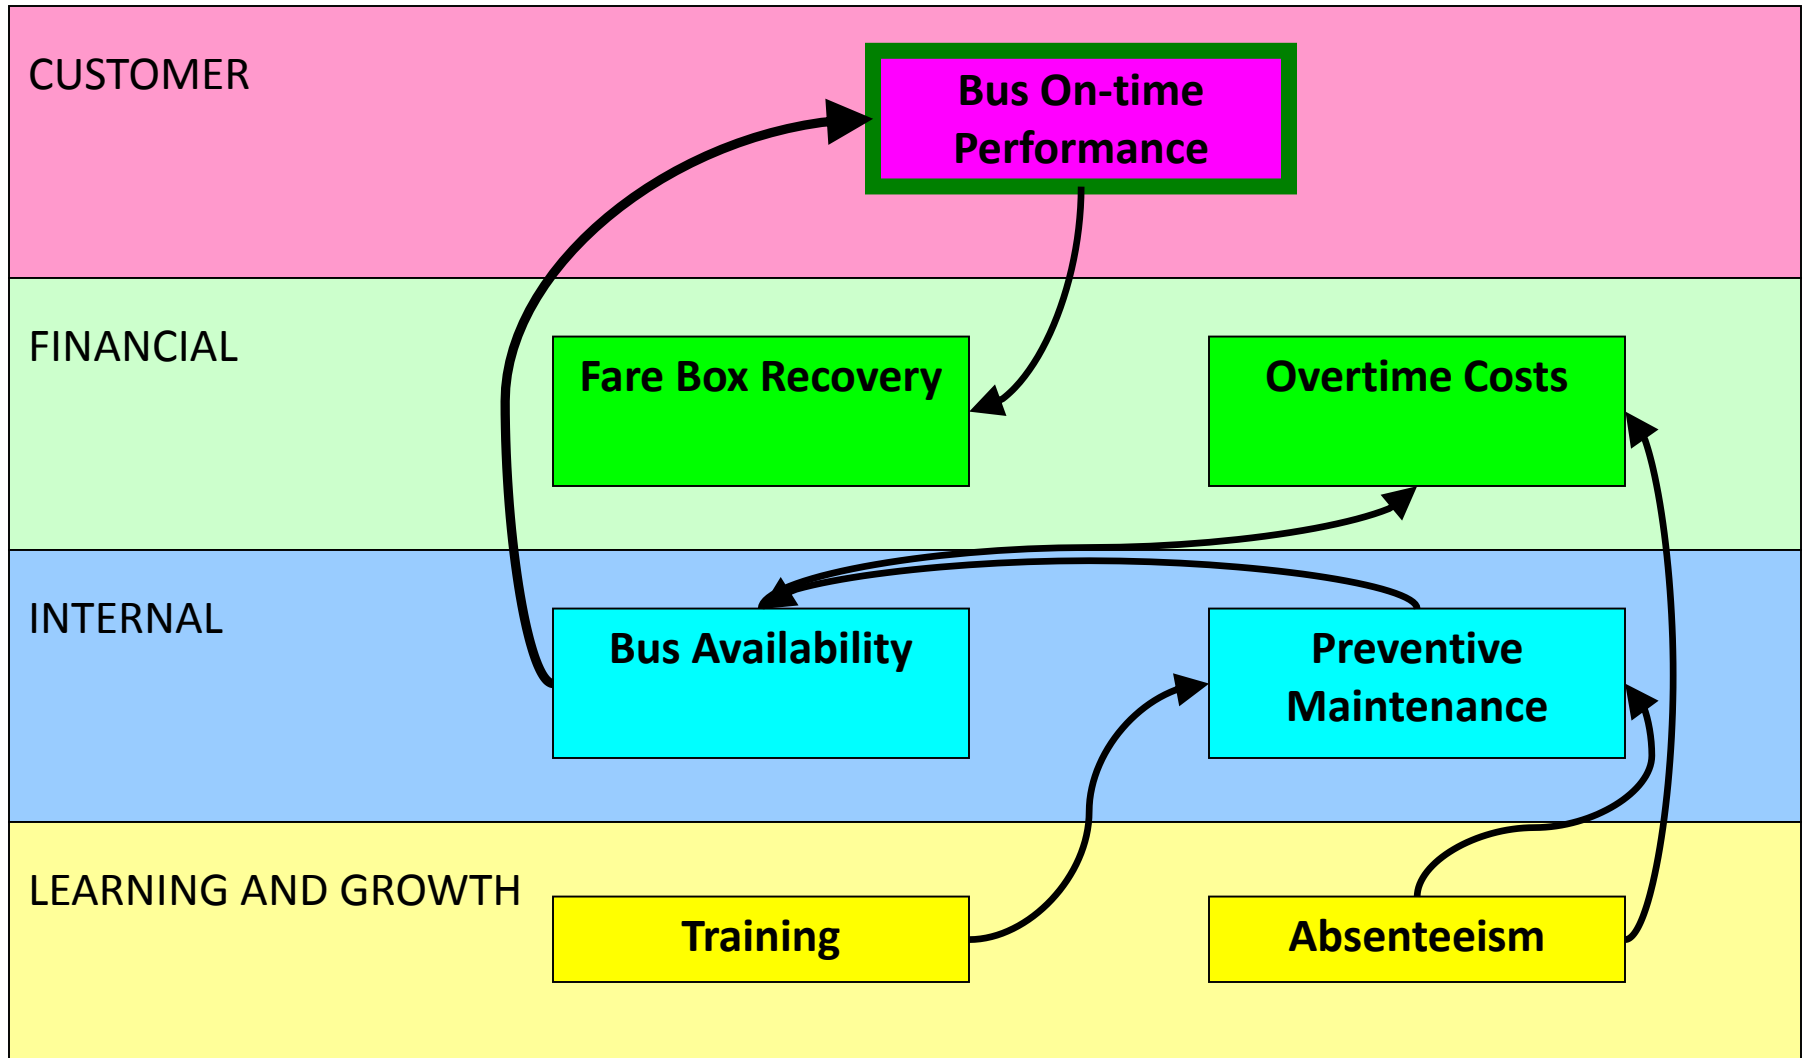 CUSTOMER
Bus On-time
Performance
FINANCIAL
Fare Box Recovery
Overtime Costs
INTERNAL
Bus Availability
Preventive
Maintenance
LEARNING AND GROWTH
Training
Absenteeism